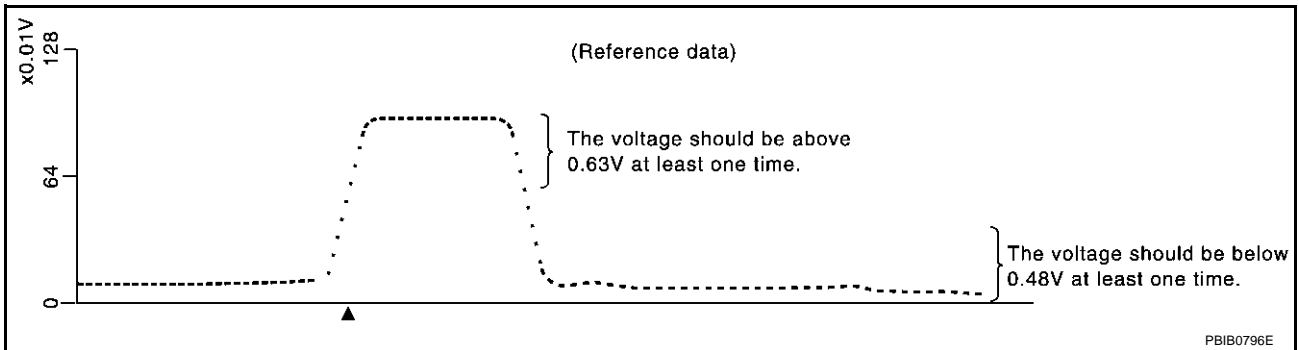 x0.01V
128
64
0
(Reference data)
The voltage should be above
0.63V at least one time.
The voltage should be below
0.48V at least one time.
PBIB0796E